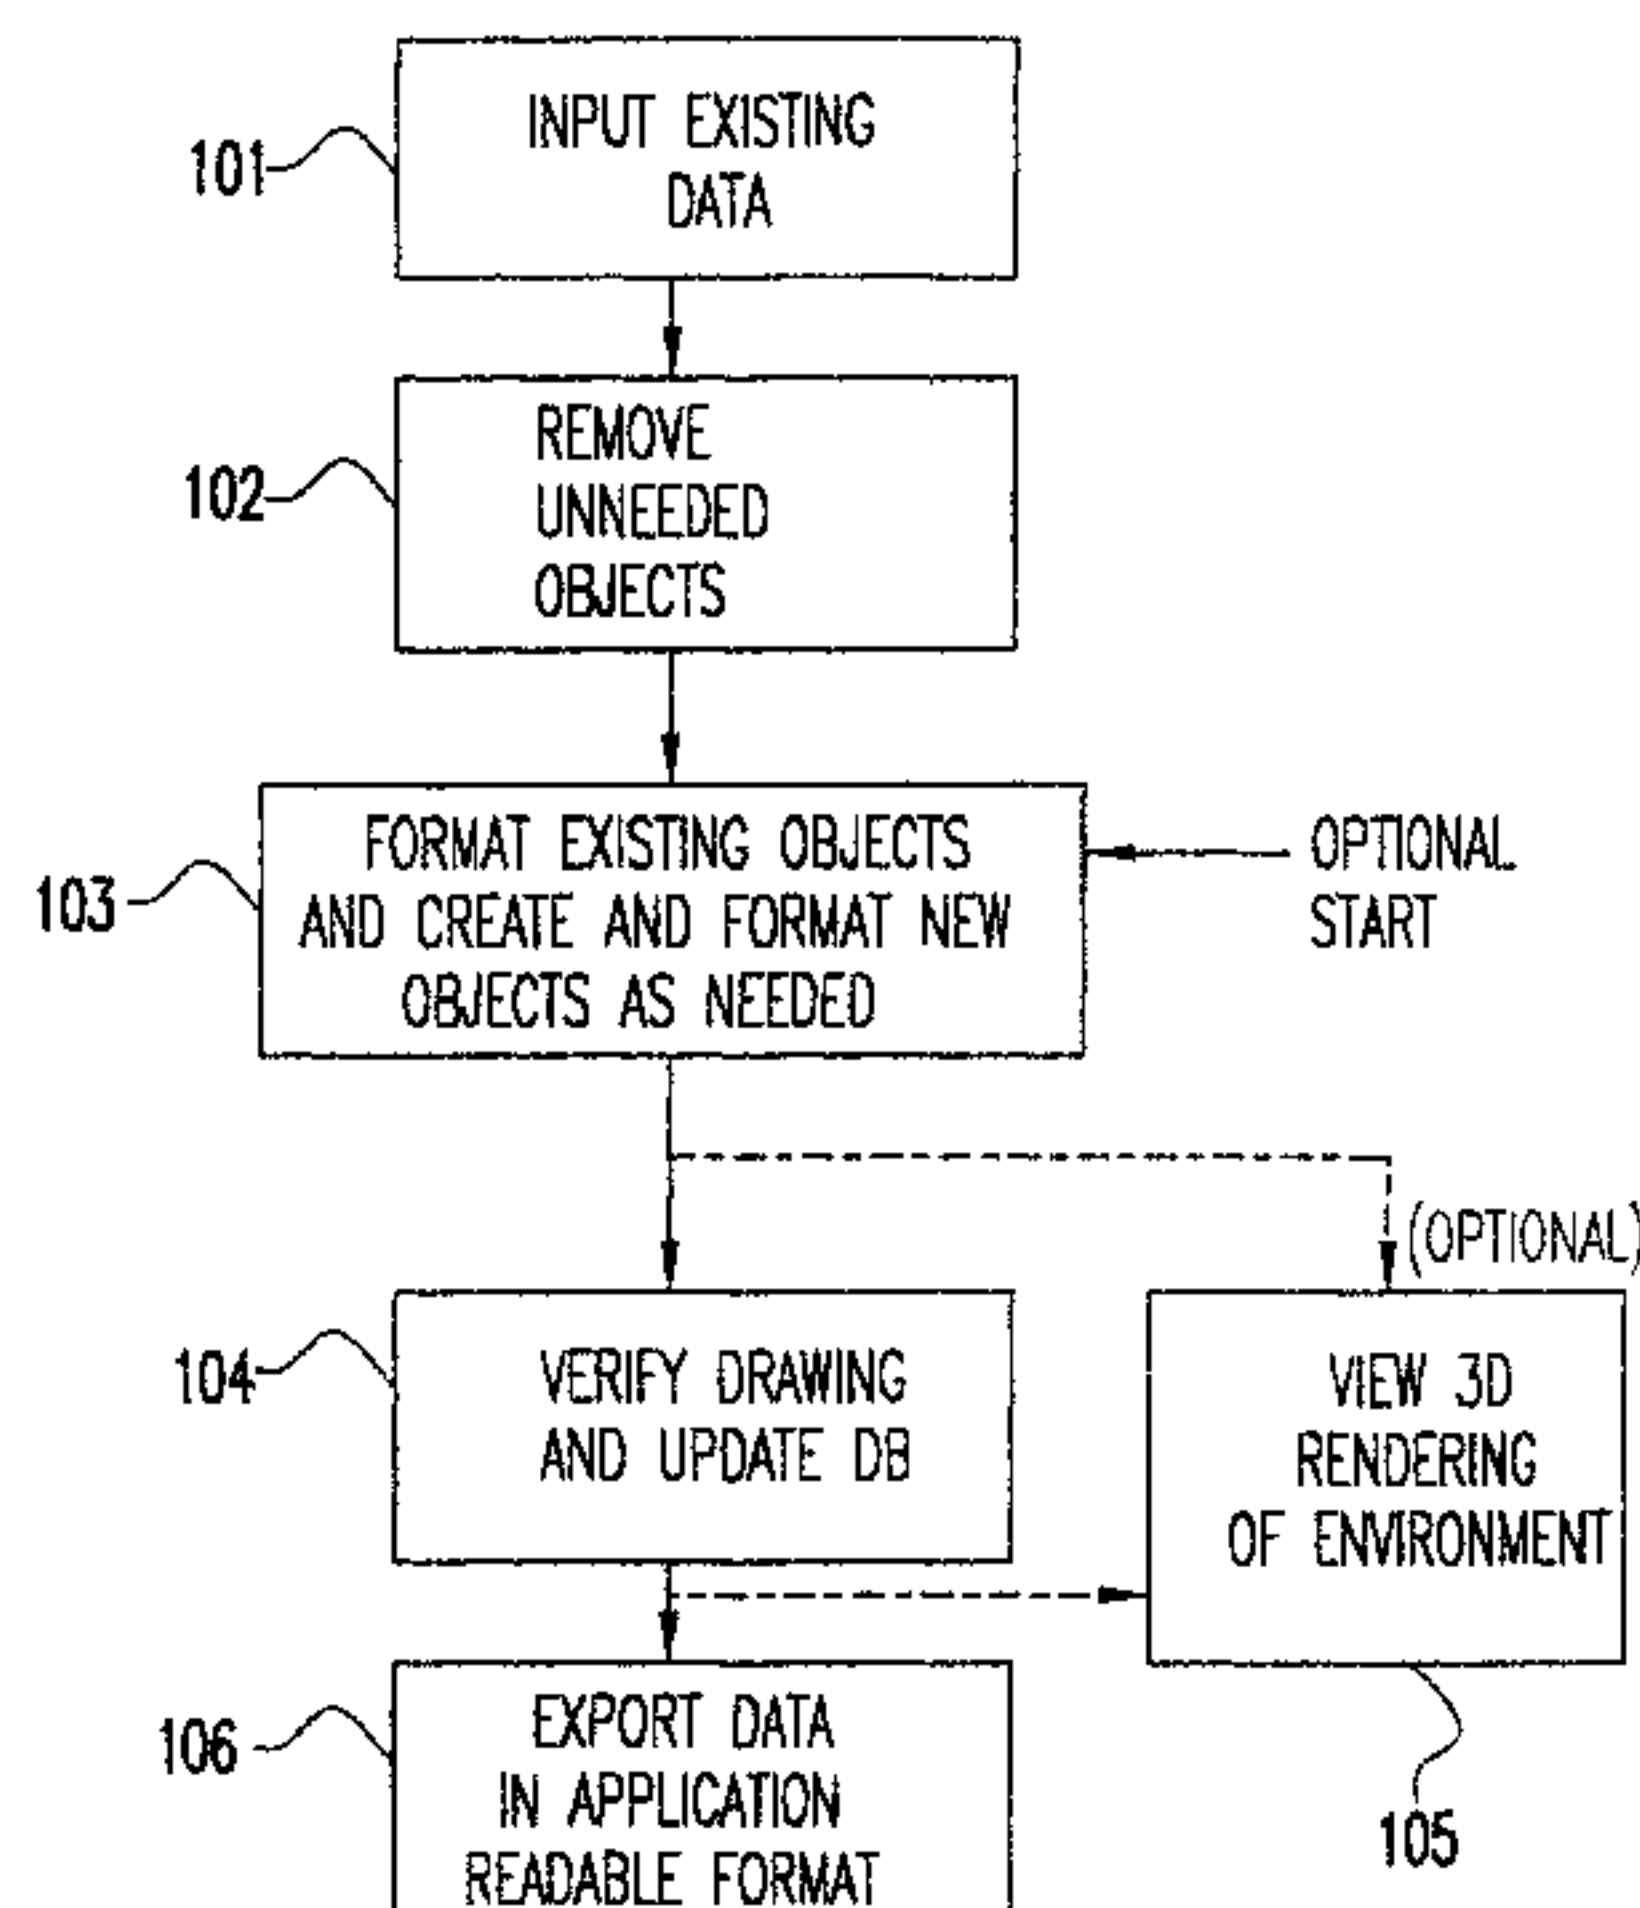 INPUT EXISTING
DATA
101
REMOVE
UNNEEDED
OBJECTS
102
FORMAT EXISTING OBJECTS
AND CREATE AND FORMAT NEW
OBJECTS AS NEEDED
103
OPTIONAL
START
(OPTIONAL)
VERIFY DRAWING
AND UPDATE DB
104
VIEW 3D
RENDERING
OF ENVIRONMENT
105
EXPORT DATA
IN APPLICATION
READABLE FORMAT
106